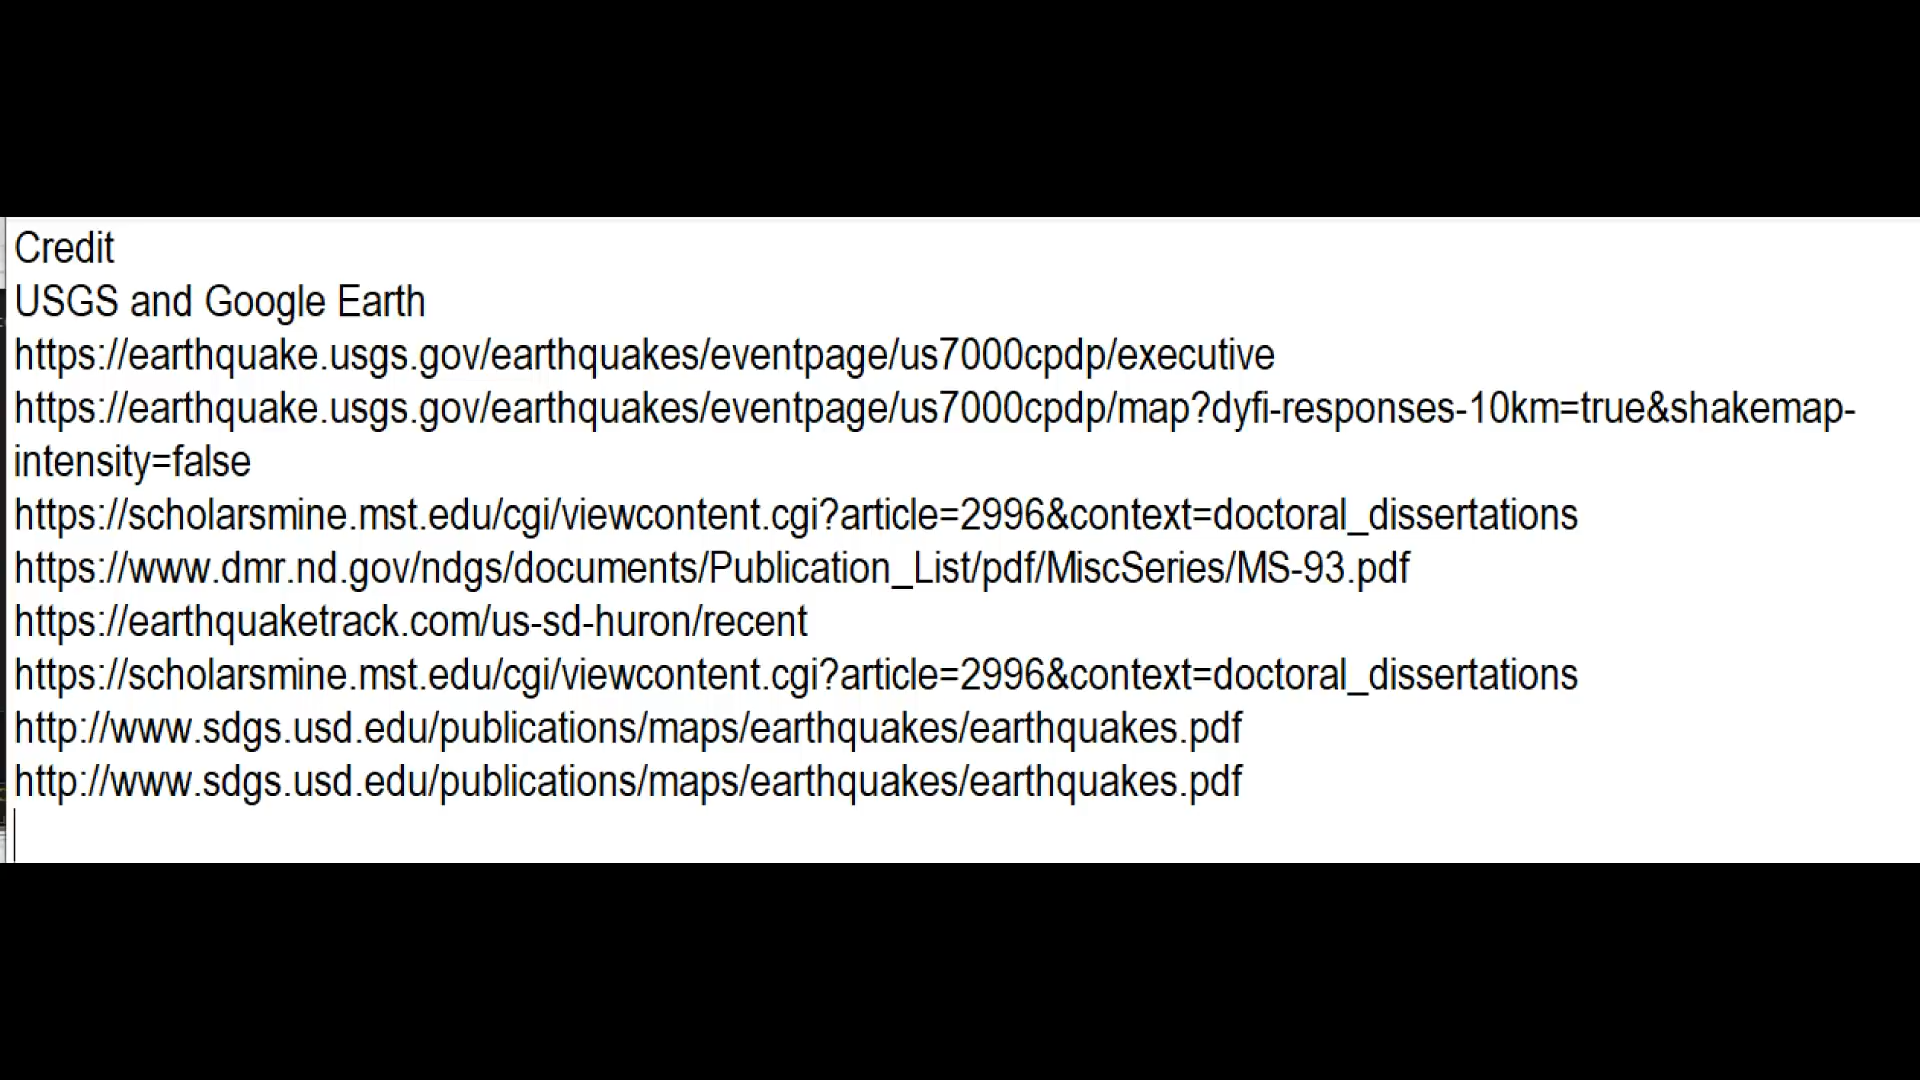 Credit
USGS and Google Earth
https://earthquake.usgs.gov/earthquakes/eventpage/us7000cpdp/executive
https://earthquake.usgs.gov/earthquakes/eventpage/us7000cpdp/map?dyfi-responses-10km=true&shakemap-
intensity=false
https://scholarsmine.mst.edu/cgi/viewcontent.cgi?article=2996&context=doctoral_dissertations
https://www.dmr.nd.gov/ndgs/documents/Publication_List/pdf/MiscSeries/MS-93.pdf
https://earthquaketrack.com/us-sd-huron/recent
https://scholarsmine.mst.edu/cgi/viewcontent.cgi?article=2996&context=doctoral_dissertations
http://www.sdgs.usd.edu/publications/maps/earthquakes/earthquakes.pdf
http://www.sdgs.usd.edu/publications/maps/earthquakes/earthquakes.pdf